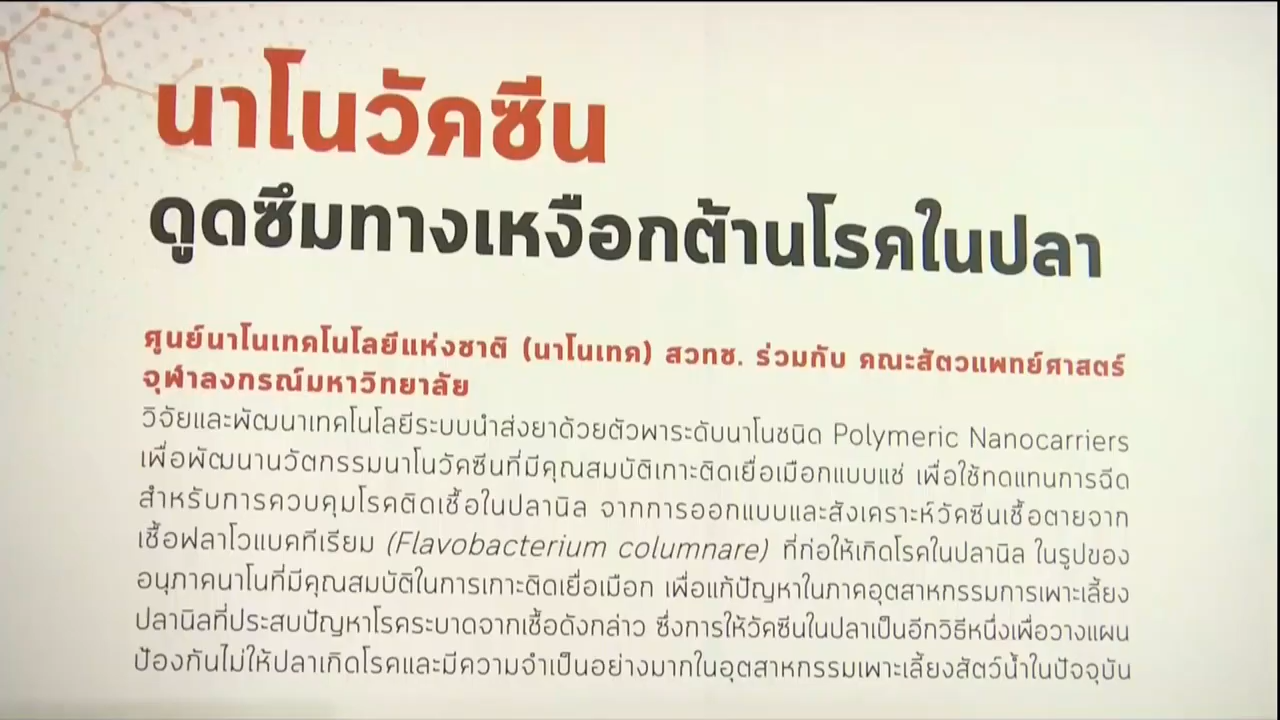 นาโนวัคซีน
ดูดซึมทางเหงือกต้านโรคในปลา
ศูนย์นาโนเทคโนโลยีแห่งชาติ (นาโนเทค) สวทช. ร่วมกับ คณะสัตวแพทย์ศาสตร์
จุฬาลงกรณ์มหาวิทยาลัย
วิจัยและพัฒนาเทคโนโลยีระบบนำส่งยาด้วยตัวพาระดับนาโนชนิด Polymeric Nanocarriers
เพื่อพัฒนานวัตกรรมนาโนวัคซีนที่มีคุณสมบัติเกาะติดเยื่อเมือกแบบแช่ เพื่อใช้ทดแทนการฉีด
สำหรับการควบคุมโรคติดเชื้อในปลานิล จากการออกแบบและสังเคราะห์วัคซีนเชื้อตายจาก
เชื้อฟลาโวแบคทีเรียม (Flavobacterium columnare) ที่ก่อให้เกิดโรคในปลานิล ในรูปของ
อนุภาคนาโนที่มีคุณสมบัติในการเกาะติดเยื่อเมือก เพื่อแก้ปัญหาในภาคอุตสาหกรรมการเพาะเลี้ยง
ปลานิลที่ประสบปัญหาโรคระบาดจากเชื้อดังกล่าว ซึ่งการให้วัคซีนในปลาเป็นอีกวิธีหนึ่งเพื่อวางแผน
ป้องกันไม่ให้ปลาเกิดโรคและมีความจำเป็นอย่างมากในอุตสาหกรรมเพาะเลี้ยงสัตว์น้ำในปัจจุบัน